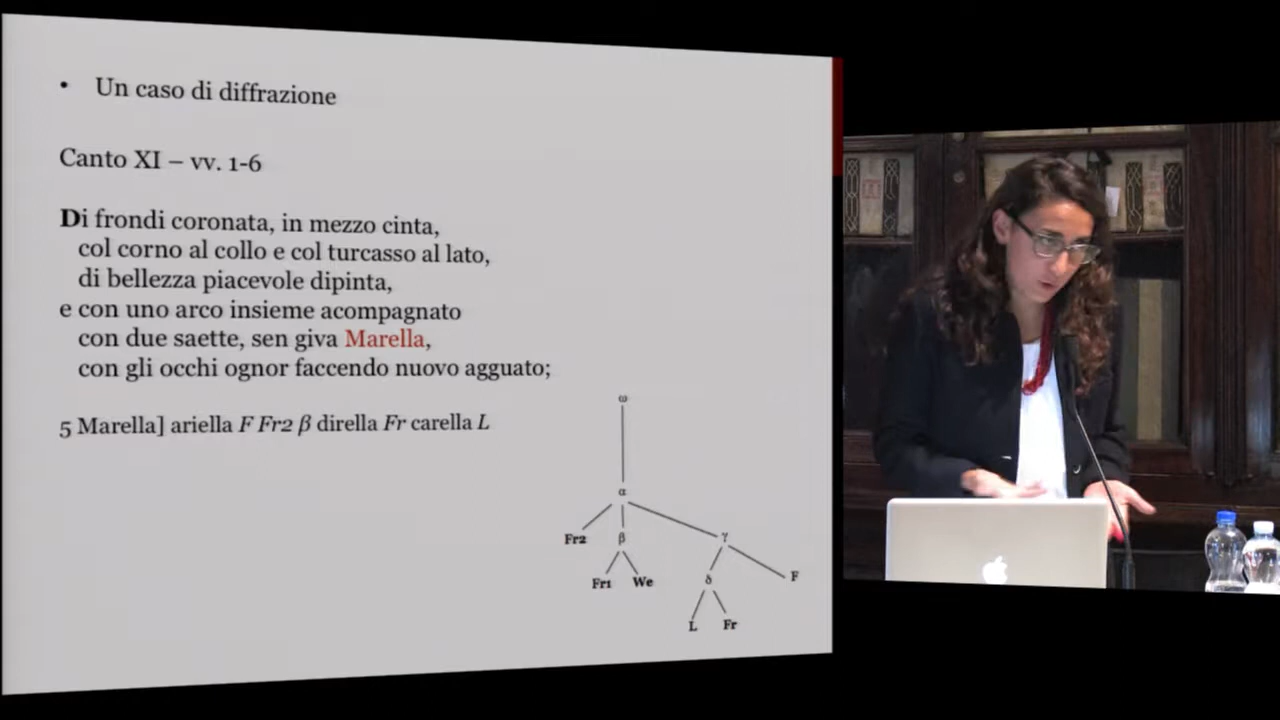 • Un caso di diffrazione
Canto XI – vv. 1-6
Di frondi coronata, in mezzo cinta,
col corno al collo e col turcasso al lato,
di bellezza piacevole dipinta,
e con uno arco insieme acompagnato
con due saette, sen giva Marella,
con gli occhi ognor faccendo nuovo agguato;
5 Marella] ariella F Fr2 β dirella Fr carella L
ω
α
Fr2 β γ
Fr1 We δ F
L Fr